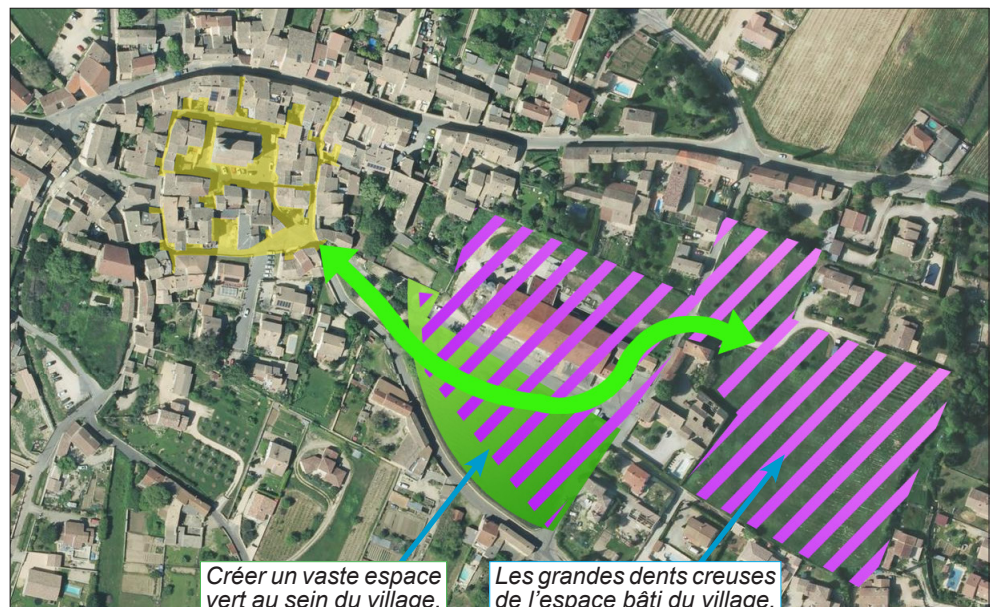 Créer un vaste espace
vert au sein du village.
Les grandes dents creuses
de l'espace bâti du village.